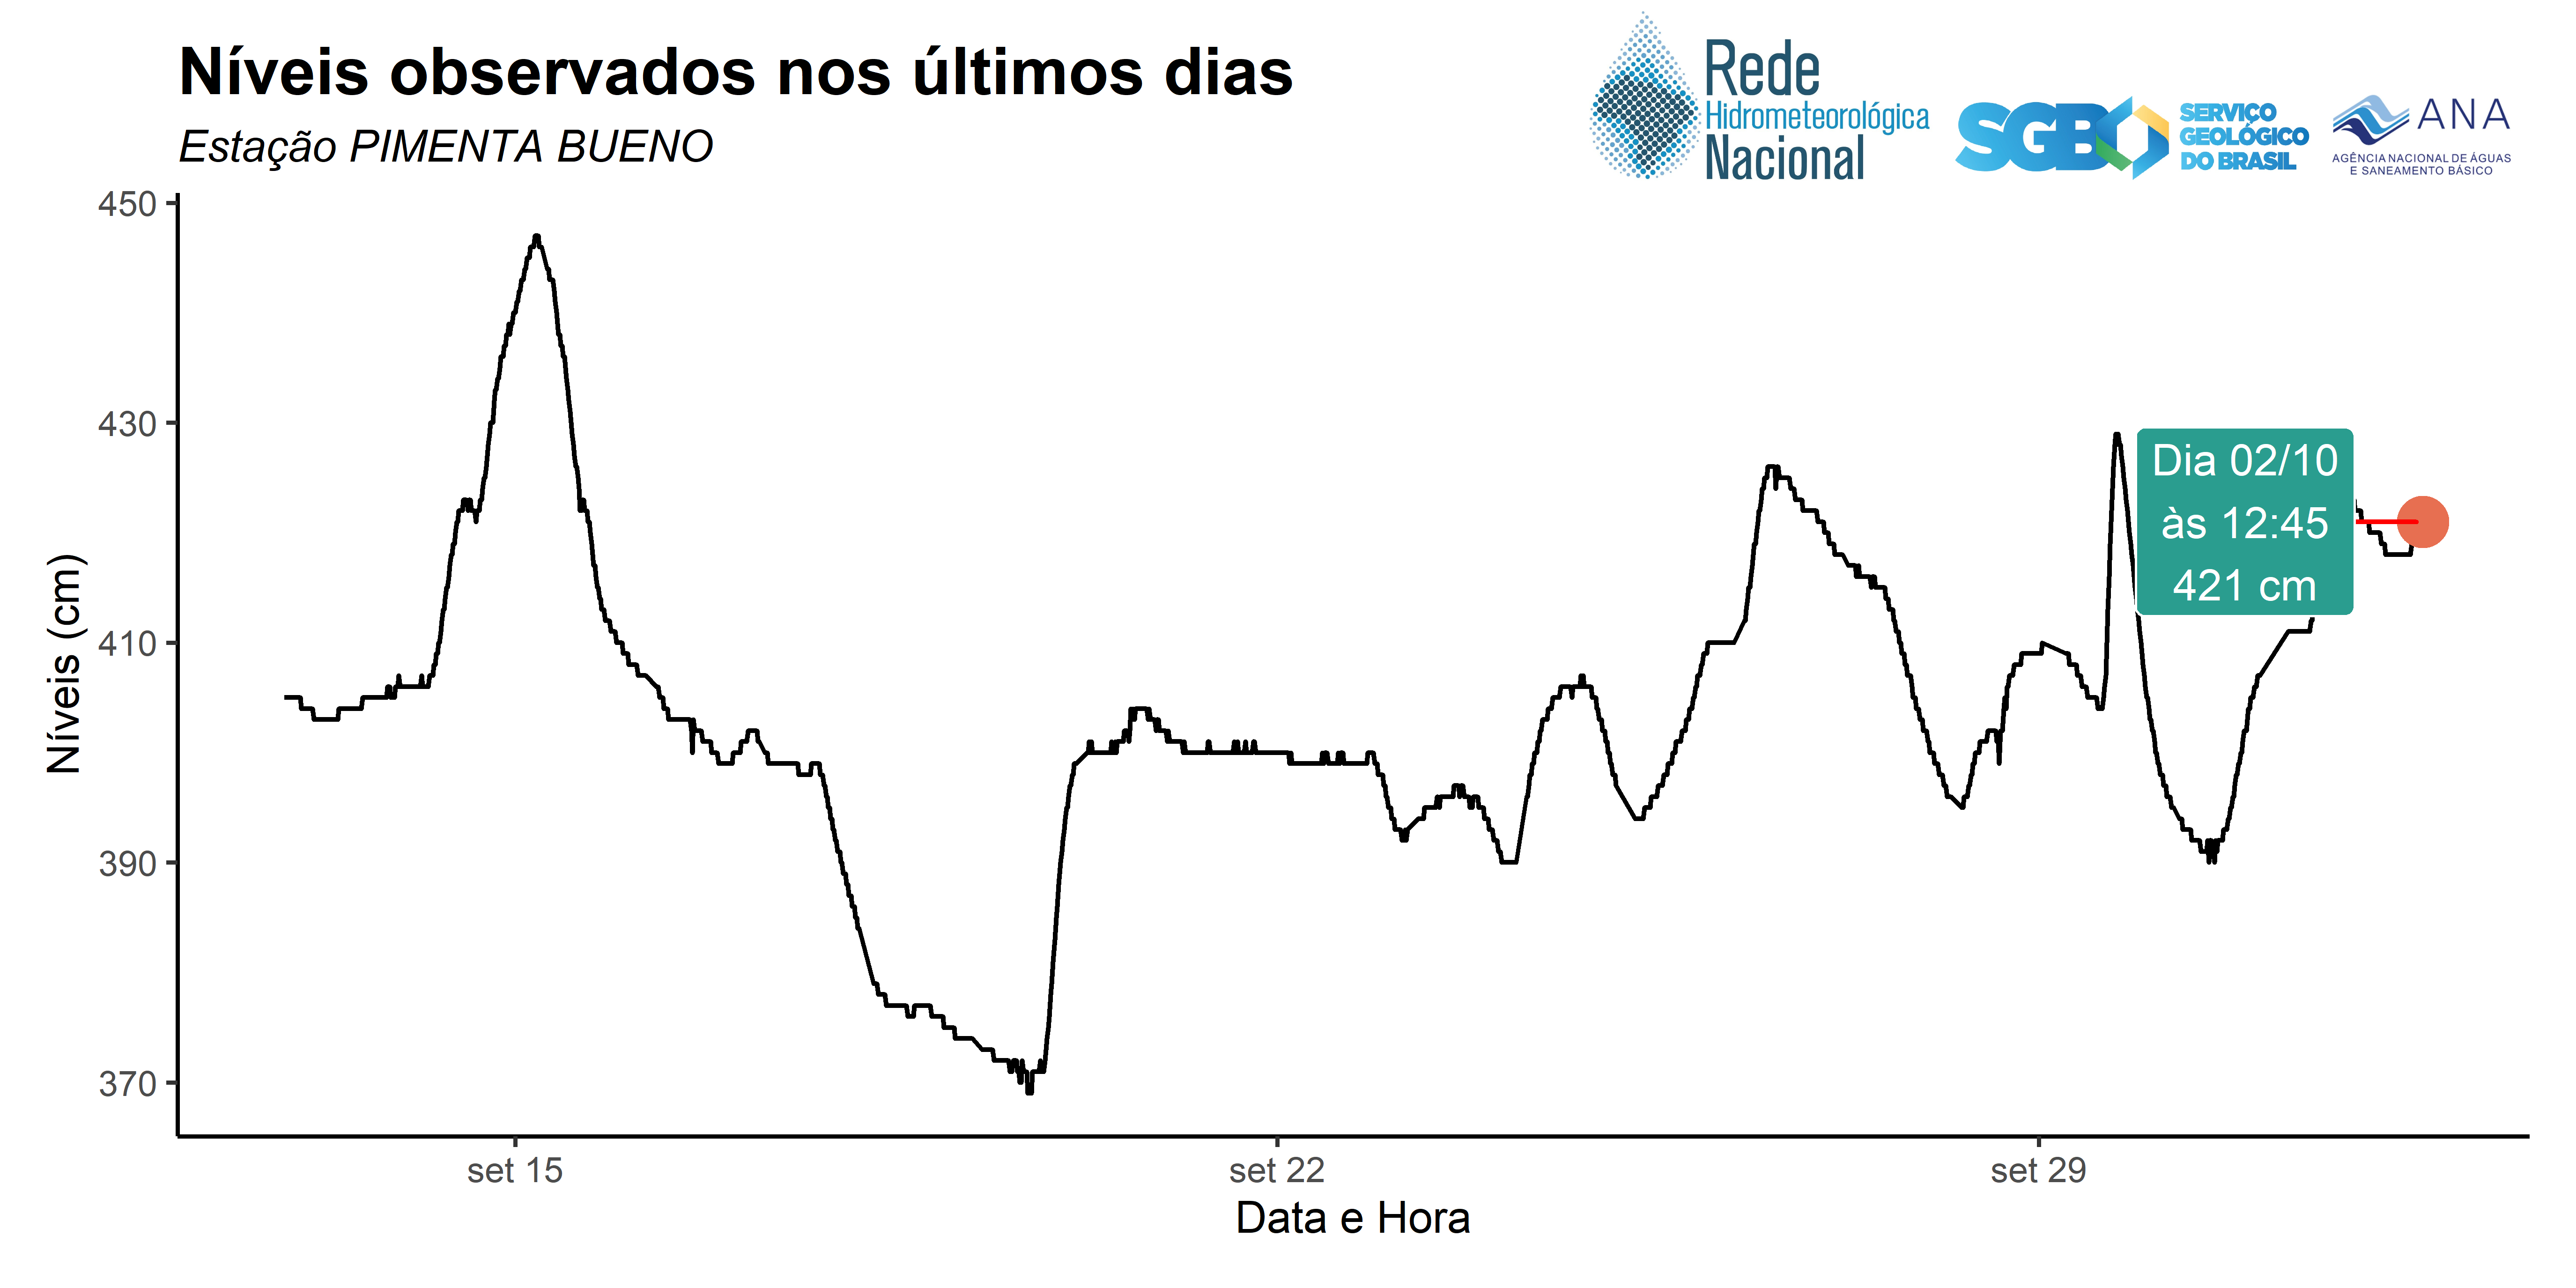 Níveis observados nos últimos dias
Estação PIMENTA BUENO
Rede
Hidrometeorológica
Nacional
SGB
SERVIÇO
GEOLÓGICO
DO BRASIL
ANA
AGÊNCIA NACIONAL DE ÁGUAS
E SANEAMENTO BÁSICO
Níveis (cm)
450
430
410
390
370
Dia 02/10
às 12:45
421 cm
set 15
set 22
set 29
Data e Hora